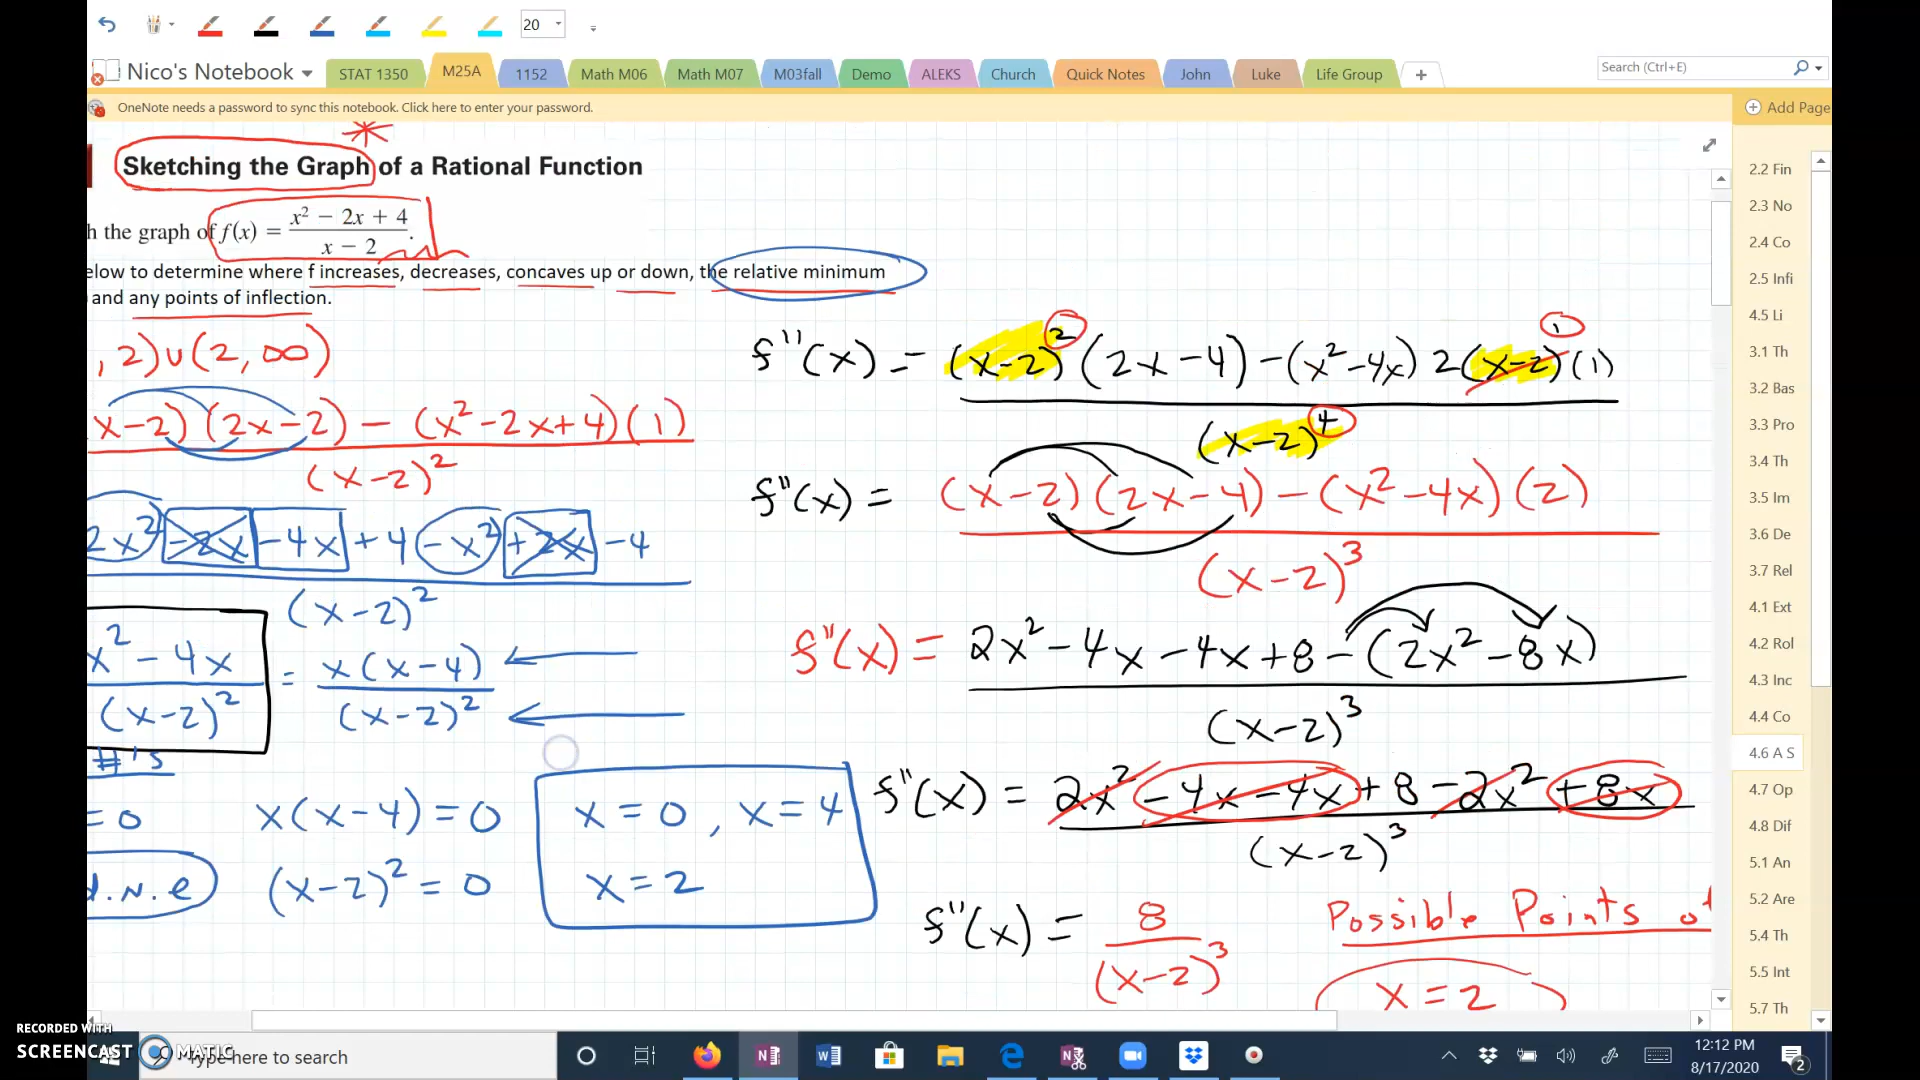 20
Nico's Notebook
STAT 1350
M25A
1152
Math M06
Math M07
M03fall
Demo
ALEKS
Church
Quick Notes
John
Luke
Life Group
Search (Ctrl+E)
OneNote needs a password to sync this notebook. Click here to enter your password.
Add Page
Sketching the Graph of a Rational Function
h the graph of f(x) = (x² − 2x + 4)/(x − 2).
elow to determine where f increases, decreases, concaves up or down, the relative minimum
and any points of inflection.
, 2) ∪ (2, ∞)
x−2)(2x−2) − (x²−2x+4)(1)
(x−2)²
2x² −2x −4x +4 −x² +2x −4
(x−2)²
x² − 4x
(x−2)²
= x(x−4)
(x−2)²
#'s
= 0
x(x−4) = 0
x = 0 , x = 4
d.n.e
(x−2)² = 0
x = 2
f''(x) = (x−2)² (2x−4) − (x²−4x) 2(x−2)(1)
1
(x−2)⁴
f''(x) = (x−2)(2x−4) − (x²−4x)(2)
(x−2)³
f''(x) = 2x² − 4x − 4x + 8 − (2x² − 8x)
(x−2)³
f''(x) = 2x² − 4x − 4x + 8 − 2x² + 8x
(x−2)³
f''(x) = 8
(x−2)³
Possible Points of
x = 2
2.2 Fin
2.3 No
2.4 Co
2.5 Infi
4.5 Li
3.1 Th
3.2 Bas
3.3 Pro
3.4 Th
3.5 Im
3.6 De
3.7 Rel
4.1 Ext
4.2 Rol
4.3 Inc
4.4 Co
4.6 A S
4.7 Op
4.8 Dif
5.1 An
5.2 Are
5.4 Th
5.5 Int
5.7 Th
RECORDED WITH
SCREENCAST MATIC
Type here to search
12:12 PM
8/17/2020
2